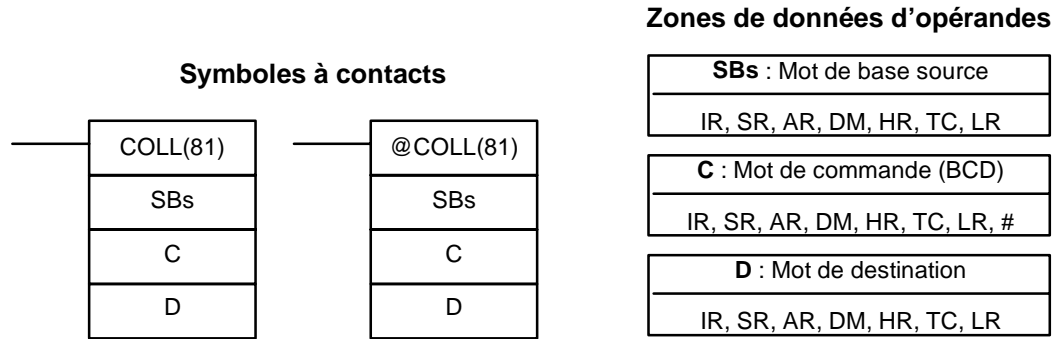 Zones de données d’opérandes
Symboles à contacts
COLL(81)
SBs
C
D
@COLL(81)
SBs
C
D
SBs : Mot de base source
IR, SR, AR, DM, HR, TC, LR
C : Mot de commande (BCD)
IR, SR, AR, DM, HR, TC, LR, #
D : Mot de destination
IR, SR, AR, DM, HR, TC, LR